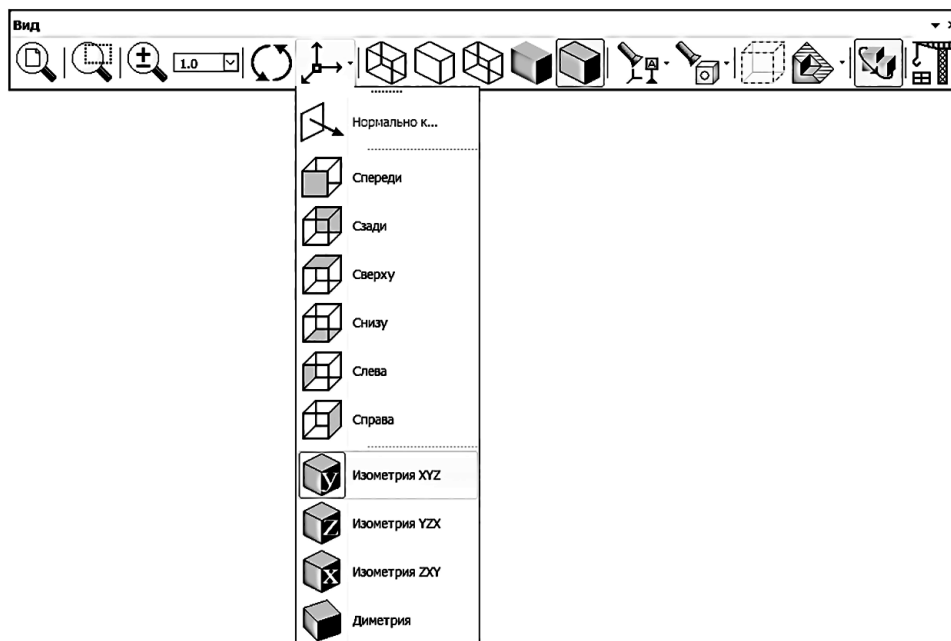 Вид
1.0
Нормально к...
Спереди
Сзади
Сверху
Снизу
Слева
Справа
y Изометрия XYZ
Z Изометрия YZX
X Изометрия ZXY
Диметрия